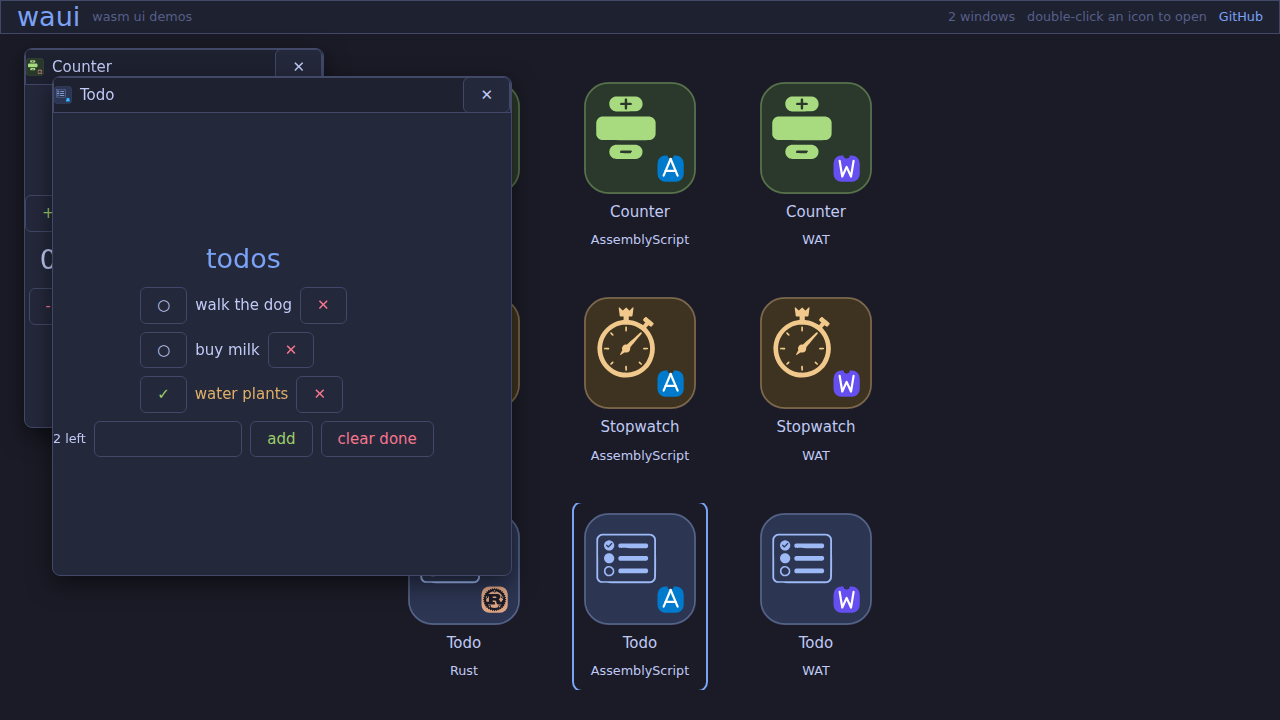 waui wasm ui demos 2 windows double-click an icon to open GitHub
Counter ✕
Todo ✕
+
0
-
todos
○ walk the dog ✕
○ buy milk ✕
✓ water plants ✕
2 left add clear done
Counter
AssemblyScript
Counter
WAT
Stopwatch
AssemblyScript
Stopwatch
WAT
Todo
Rust
Todo
AssemblyScript
Todo
WAT